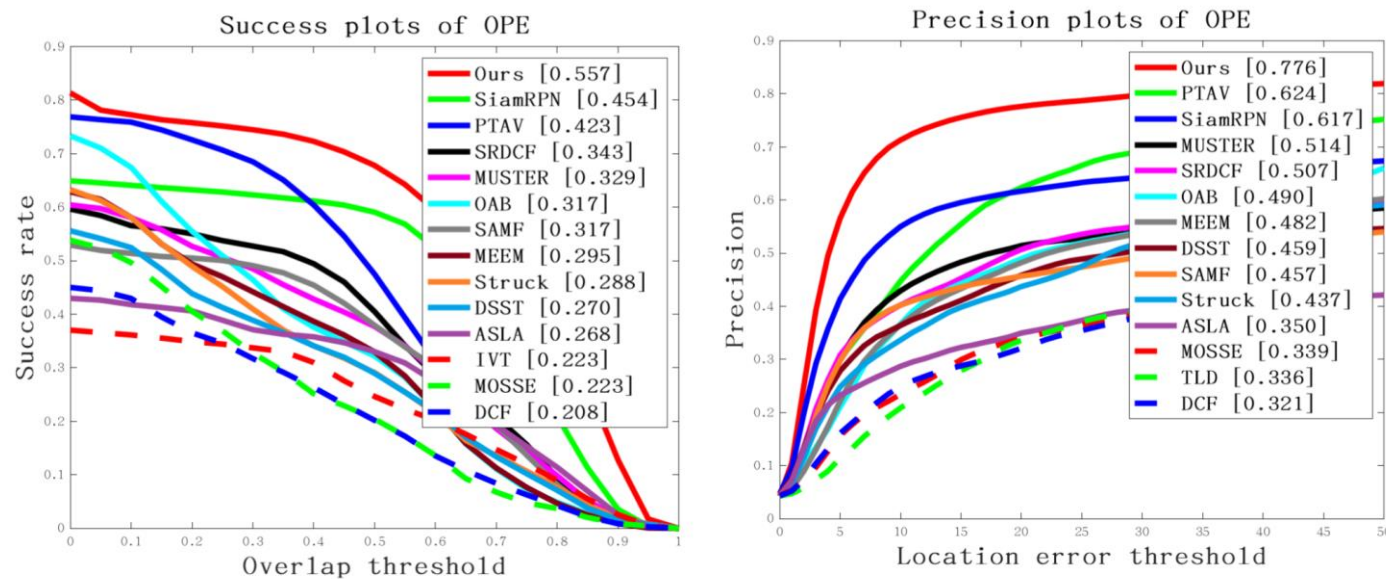 Success plots of OPE
0.9
0.8
0.7
0.6
0.5
0.4
0.3
0.2
0.1
0
Success rate
Ours [0.557]
SiamRPN [0.454]
PTAV [0.423]
SRDCF [0.343]
MUSTER [0.329]
OAB [0.317]
SAMF [0.317]
MEEM [0.295]
Struck [0.288]
DSST [0.270]
ASLA [0.268]
IVT [0.223]
MOSSE [0.223]
DCF [0.208]
0 0.1 0.2 0.3 0.4 0.5 0.6 0.7 0.8 0.9 1
Overlap threshold
Precision plots of OPE
0.9
0.8
0.7
0.6
0.5
0.4
0.3
0.2
0.1
0
Precision
Ours [0.776]
PTAV [0.624]
SiamRPN [0.617]
MUSTER [0.514]
SRDCF [0.507]
OAB [0.490]
MEEM [0.482]
DSST [0.459]
SAMF [0.457]
Struck [0.437]
ASLA [0.350]
MOSSE [0.339]
TLD [0.336]
DCF [0.321]
0 5 10 15 20 25 30 35 40 45 50
Location error threshold